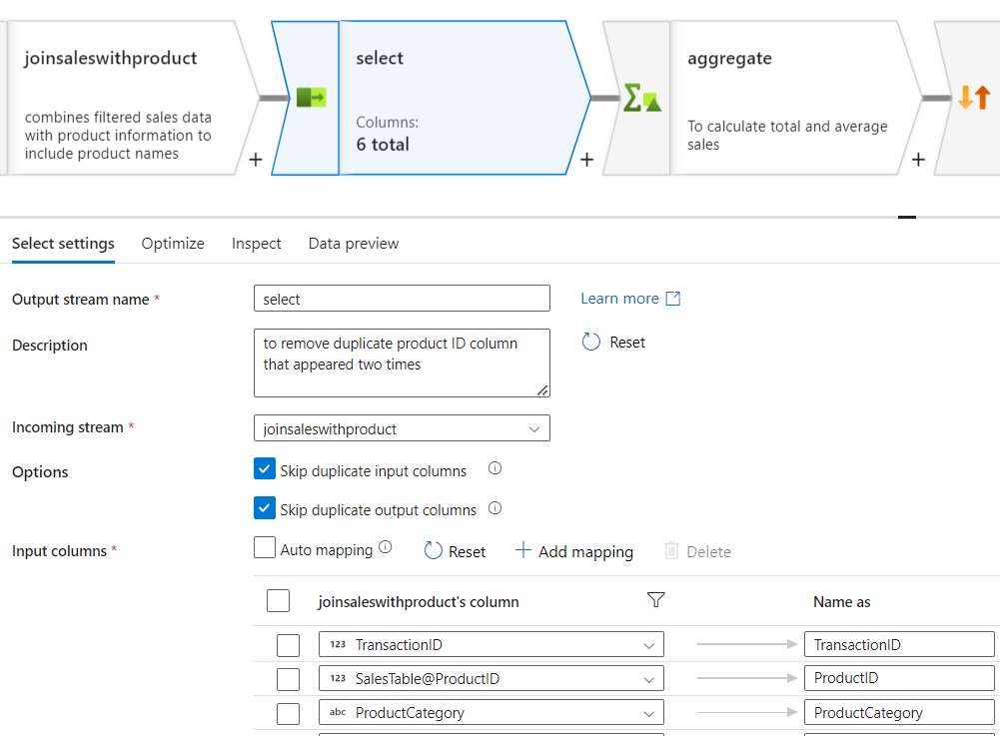 joinsaleswithproduct
combines filtered sales data
with product information to
include product names
+
select
Columns:
6 total
+
aggregate
To calculate total and average
sales
+
Select settings
Optimize
Inspect
Data preview
Output stream name *
select
Learn more
Description
to remove duplicate product ID column
that appeared two times
Reset
Incoming stream *
joinsaleswithproduct
Options
Skip duplicate input columns
Skip duplicate output columns
Input columns *
Auto mapping
Reset
+ Add mapping
Delete
joinsaleswithproduct's column
Name as
123 TransactionID
TransactionID
123 SalesTable@ProductID
ProductID
abc ProductCategory
ProductCategory